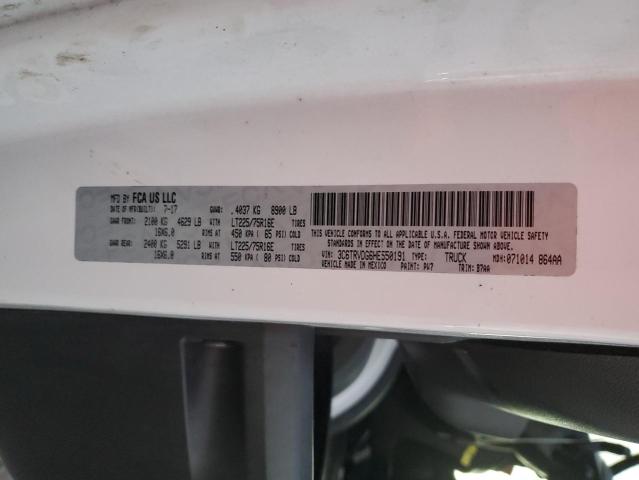 MFD BY FCA US LLC
DATE OF MFR(BUILT): 7-17 GVWR: .4037 KG 8900 LB
GAWR FRONT: 2100 KG 4629 LB WITH LT225/75R16E TIRES
16X6.0 RIMS AT 450 KPA ( 65 PSI) COLD
GAWR REAR: 2400 KG 5291 LB WITH LT225/75R16E TIRES
16X6.0 RIMS AT 550 KPA ( 80 PSI) COLD
THIS VEHICLE CONFORMS TO ALL APPLICABLE U.S.A. FEDERAL MOTOR VEHICLE SAFETY
STANDARDS IN EFFECT ON THE DATE OF MANUFACTURE SHOWN ABOVE.
VIN: 3C6TRVDG6HE550191 TYPE: TRUCK MDH: 071014 864AA
MADE IN MEXICO PAINT: PW7 TRIM: B7AA